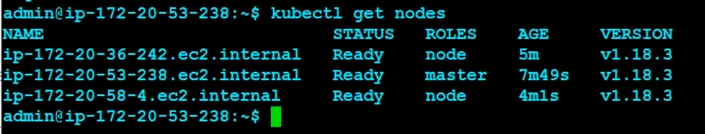 admin@ip-172-20-53-238:~$ kubectl get nodes
NAME STATUS ROLES AGE VERSION
ip-172-20-36-242.ec2.internal Ready node 5m v1.18.3
ip-172-20-53-238.ec2.internal Ready master 7m49s v1.18.3
ip-172-20-58-4.ec2.internal Ready node 4m1s v1.18.3
admin@ip-172-20-53-238:~$